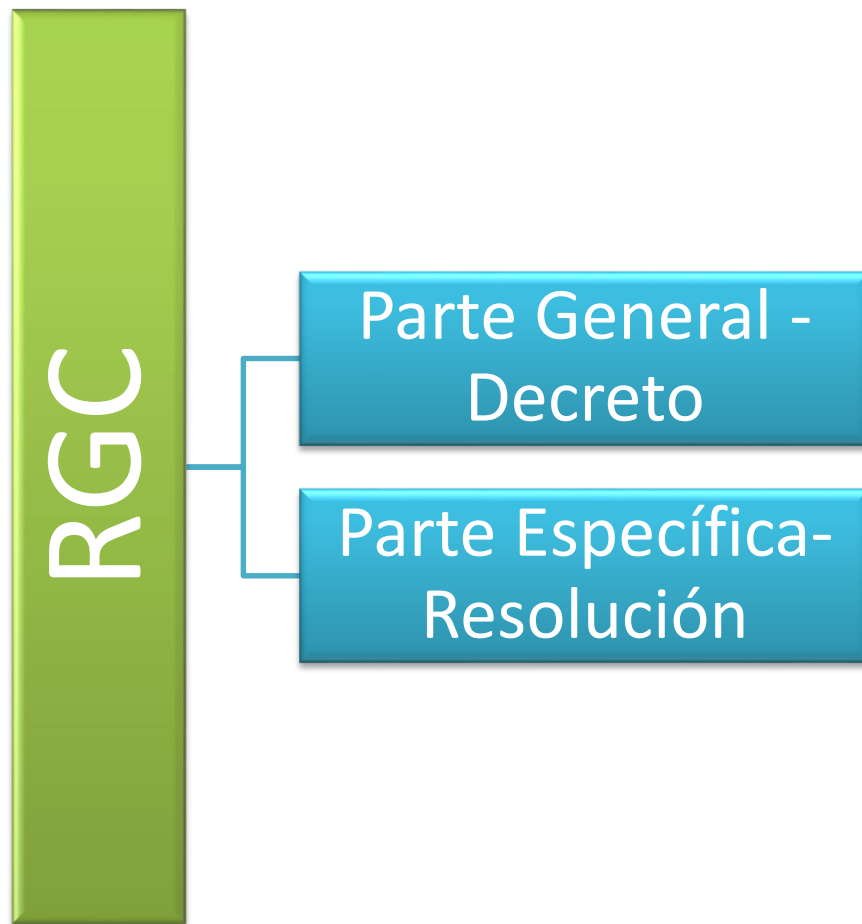 RGC
Parte General -
Decreto
Parte Específica-
Resolución